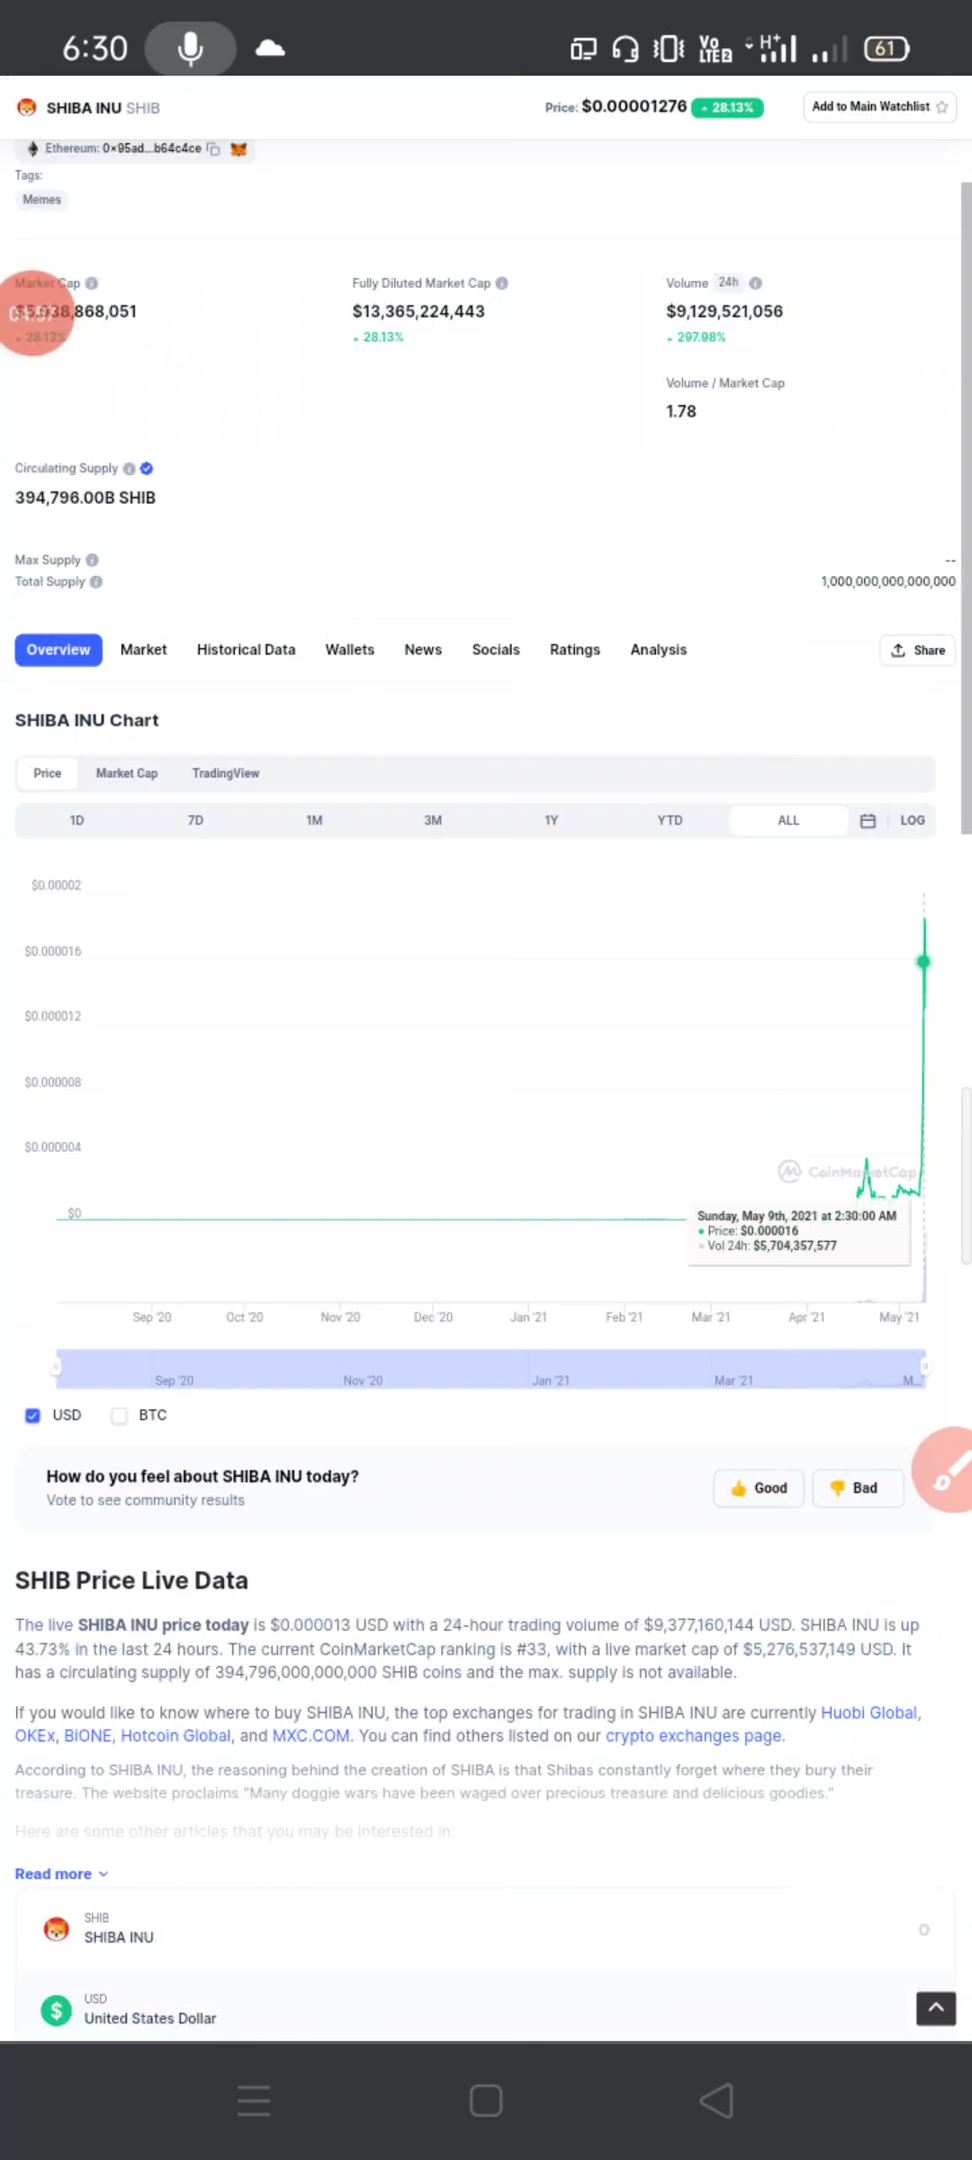 6:30
Vo LTE2 H+ 61
SHIBA INU SHIB Price: $0.00001276 28.13% Add to Main Watchlist
Ethereum: 0x95ad...b64c4ce
Tags:
Memes
Market Cap Fully Diluted Market Cap Volume 24h
868,051 $13,365,224,443 $9,129,521,056
28.13% 28.13% 297.98%
Volume / Market Cap
1.78
Circulating Supply
394,796.00B SHIB
Max Supply --
Total Supply 1,000,000,000,000,000
Overview Market Historical Data Wallets News Socials Ratings Analysis Share
SHIBA INU Chart
Price Market Cap TradingView
1D 7D 1M 3M 1Y YTD ALL LOG
$0.00002
$0.000016
$0.000012
$0.000008
$0.000004
CoinMarketCap
$0
Sunday, May 9th, 2021 at 2:30:00 AM
Price: $0.000016
Vol 24h: $5,704,357,577
Sep '20 Oct '20 Nov '20 Dec '20 Jan '21 Feb '21 Mar '21 Apr '21 May '21
Sep '20 Nov '20 Jan '21 Mar '21 M...
USD BTC
How do you feel about SHIBA INU today?
Vote to see community results
Good Bad
SHIB Price Live Data
The live SHIBA INU price today is $0.000013 USD with a 24-hour trading volume of $9,377,160,144 USD. SHIBA INU is up
43.73% in the last 24 hours. The current CoinMarketCap ranking is #33, with a live market cap of $5,276,537,149 USD. It
has a circulating supply of 394,796,000,000,000 SHIB coins and the max. supply is not available.
If you would like to know where to buy SHIBA INU, the top exchanges for trading in SHIBA INU are currently Huobi Global,
OKEx, BiONE, Hotcoin Global, and MXC.COM. You can find others listed on our crypto exchanges page.
According to SHIBA INU, the reasoning behind the creation of SHIBA is that Shibas constantly forget where they bury their
treasure. The website proclaims "Many doggie wars have been waged over precious treasure and delicious goodies."
Here are some other articles that you may be interested in:
Read more
SHIB
SHIBA INU 0
USD
United States Dollar